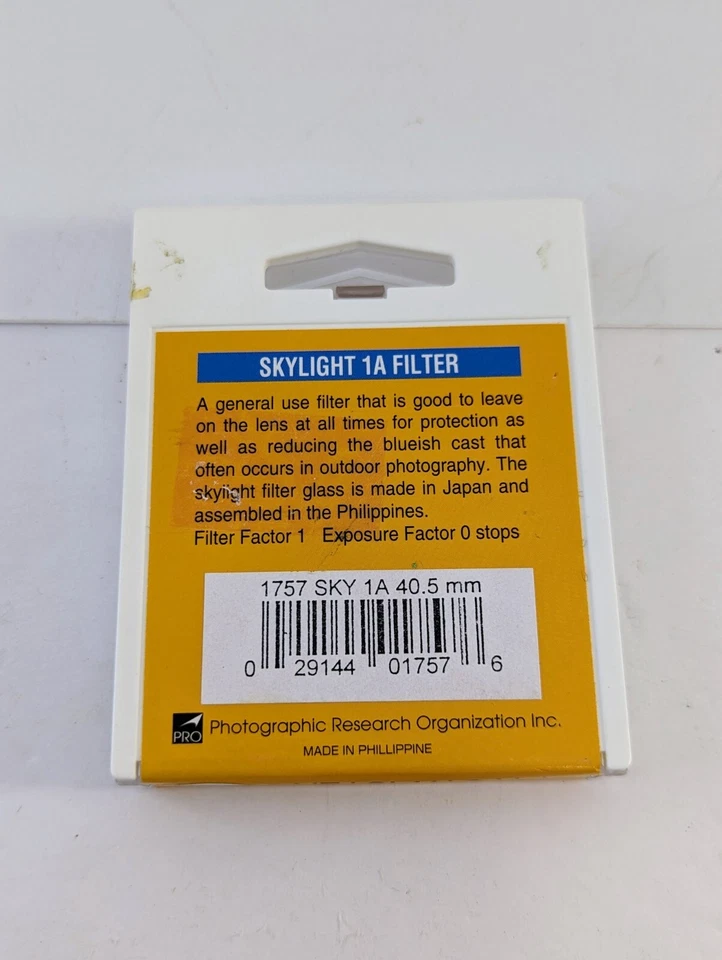 SKYLIGHT 1A FILTER
A general use filter that is good to leave
on the lens at all times for protection as
well as reducing the blueish cast that
often occurs in outdoor photography. The
skylight filter glass is made in Japan and
assembled in the Philippines.
Filter Factor 1 Exposure Factor 0 stops
1757 SKY 1A 40.5 mm
0 29144 01757 6
PRO Photographic Research Organization Inc.
MADE IN PHILLIPPINE